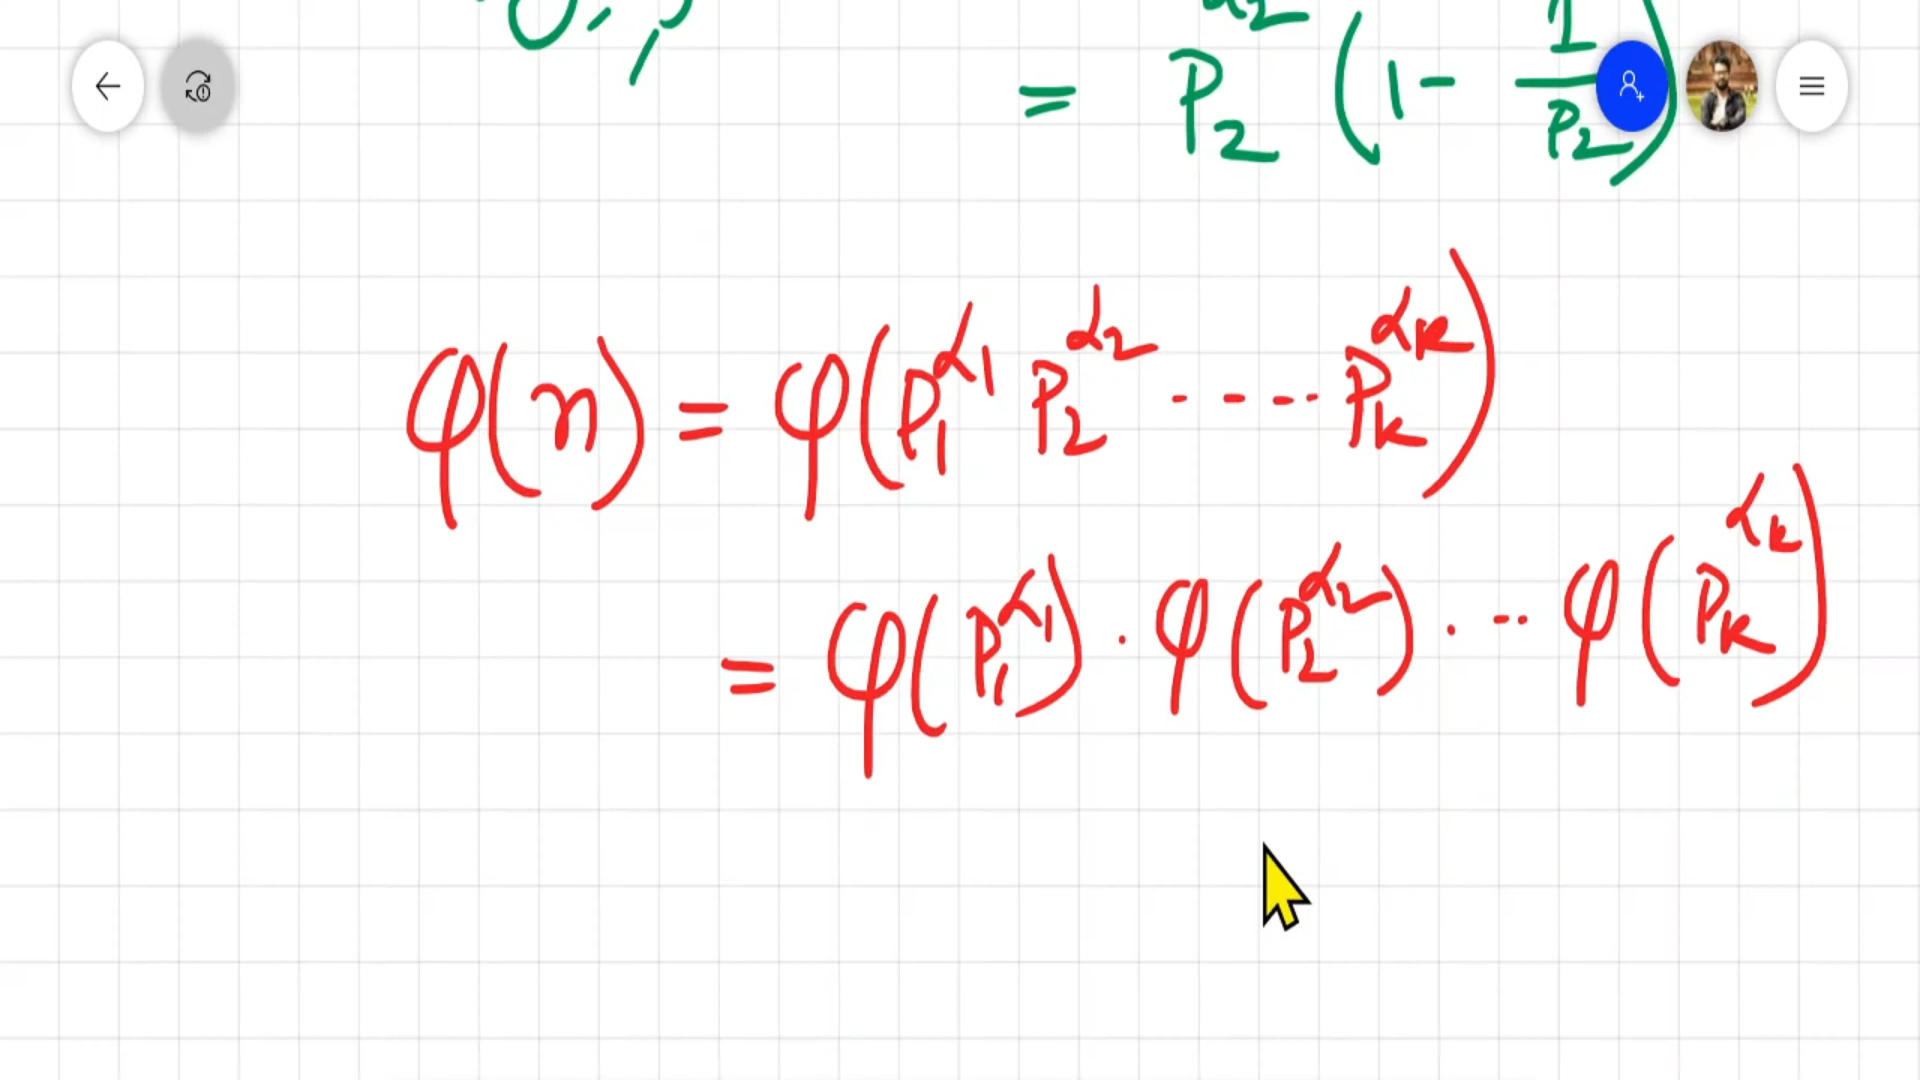 = P₂^α₂ (1 - 1/P₂)
φ(n) = φ(P₁^α₁ P₂^α₂ ---- P_k^α_k)
= φ(P₁^α₁) · φ(P₂^α₂) · -- φ(P_k^α_k)